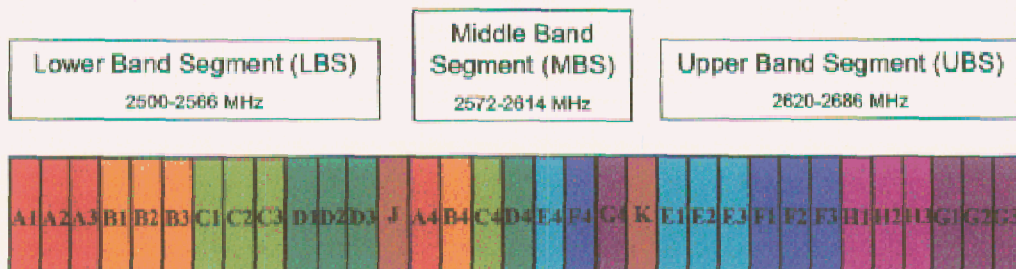 Lower Band Segment (LBS)
2500-2566 MHz
Middle Band
Segment (MBS)
2572-2614 MHz
Upper Band Segment (UBS)
2620-2686 MHz
A1 A2 A3 B1 B2 B3 C1 C2 C3 D1 D2 D3 J A4 B4 C4 D4 E4 F4 G4 K E1 E2 E3 F1 F2 F3 H1 H2 H3 G1 G2 G3